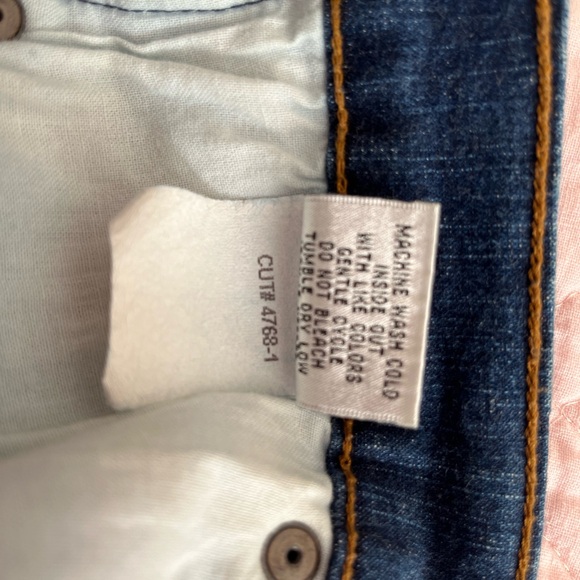 MACHINE WASH COLD
INSIDE OUT
WITH LIKE COLORS
GENTLE CYCLE
DO NOT BLEACH
TUMBLE DRY LOW
CUT# 4768-1